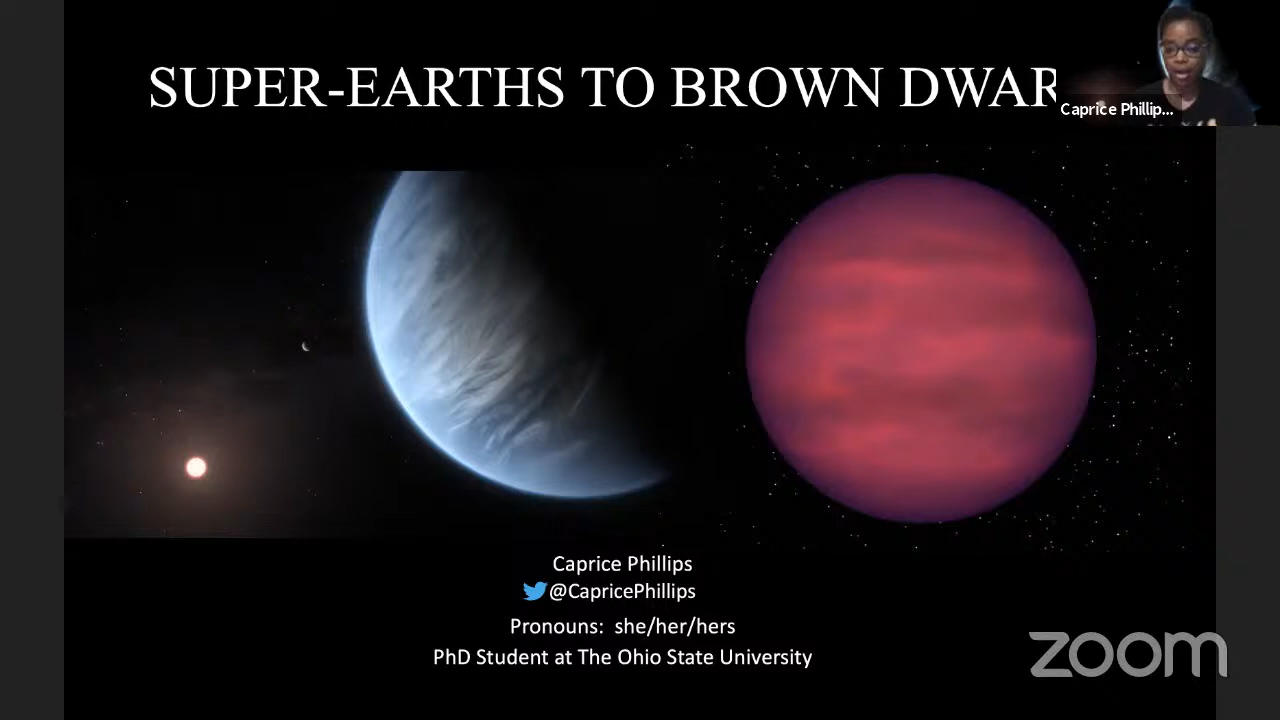 SUPER-EARTHS TO BROWN DWAR
Caprice Phillip...
Caprice Phillips
@CapricePhillips
Pronouns: she/her/hers
PhD Student at The Ohio State University
zoom